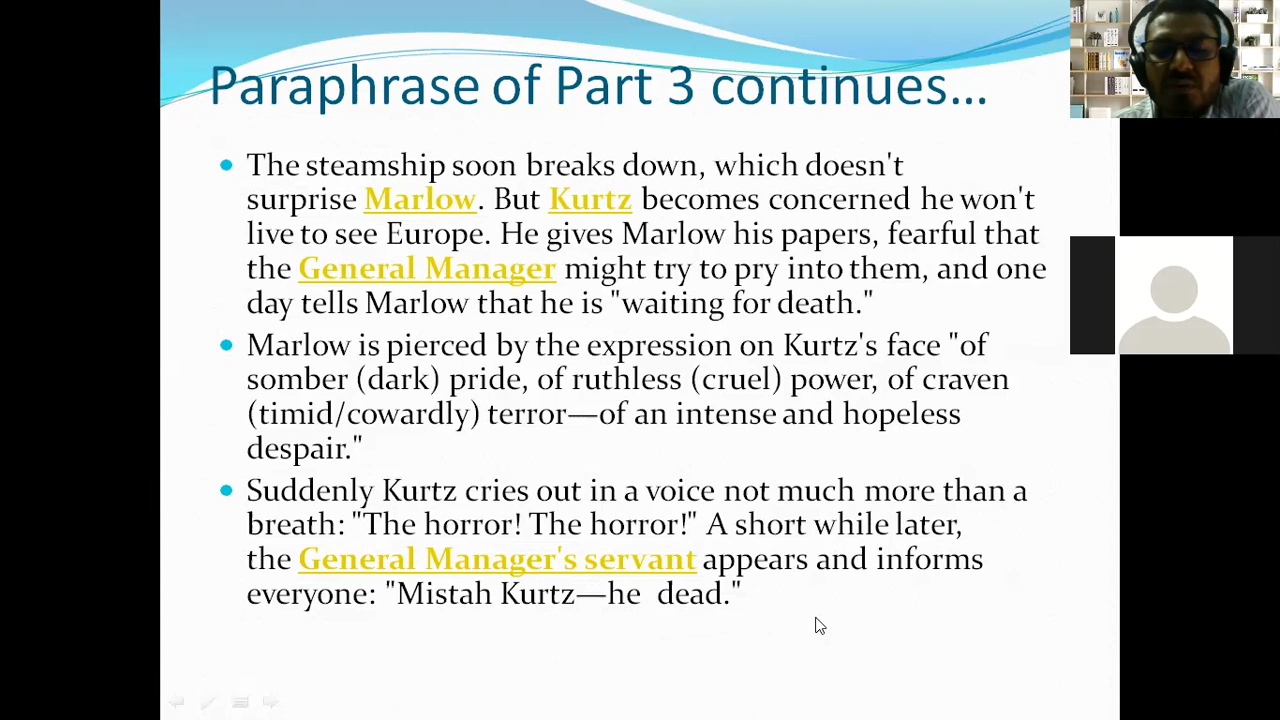 Paraphrase of Part 3 continues…
The steamship soon breaks down, which doesn't
surprise Marlow. But Kurtz becomes concerned he won't
live to see Europe. He gives Marlow his papers, fearful that
the General Manager might try to pry into them, and one
day tells Marlow that he is "waiting for death."
Marlow is pierced by the expression on Kurtz's face "of
somber (dark) pride, of ruthless (cruel) power, of craven
(timid/cowardly) terror—of an intense and hopeless
despair."
Suddenly Kurtz cries out in a voice not much more than a
breath: "The horror! The horror!" A short while later,
the General Manager's servant appears and informs
everyone: "Mistah Kurtz—he  dead."